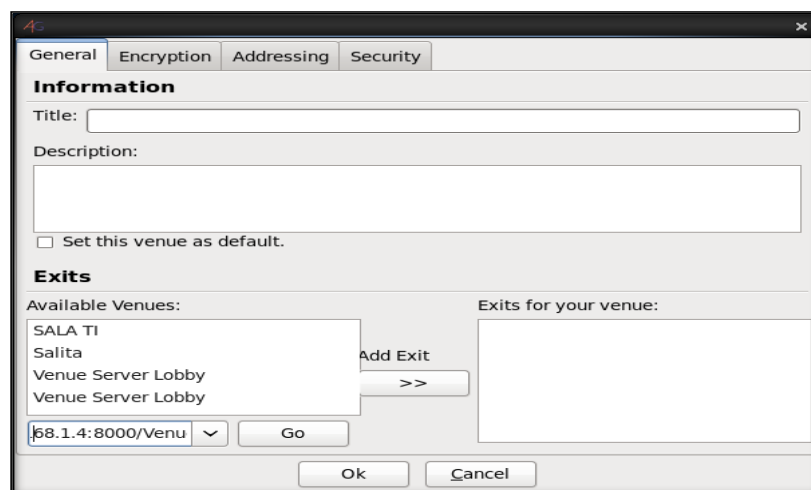 AG
General Encryption Addressing Security
Information
Title:
Description:
Set this venue as default.
Exits
Available Venues: Exits for your venue:
SALA TI
Salita
Venue Server Lobby
Venue Server Lobby
Add Exit
>>
68.1.4:8000/Venu Go
Ok Cancel